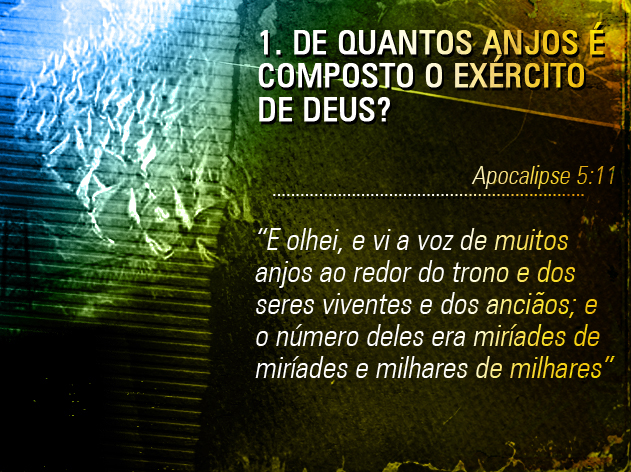 1. DE QUANTOS ANJOS É
COMPOSTO O EXÉRCITO
DE DEUS?
Apocalipse 5:11
“E olhei, e vi a voz de muitos
anjos ao redor do trono e dos
seres viventes e dos anciãos; e
o número deles era miríades de
miríades e milhares de milhares”